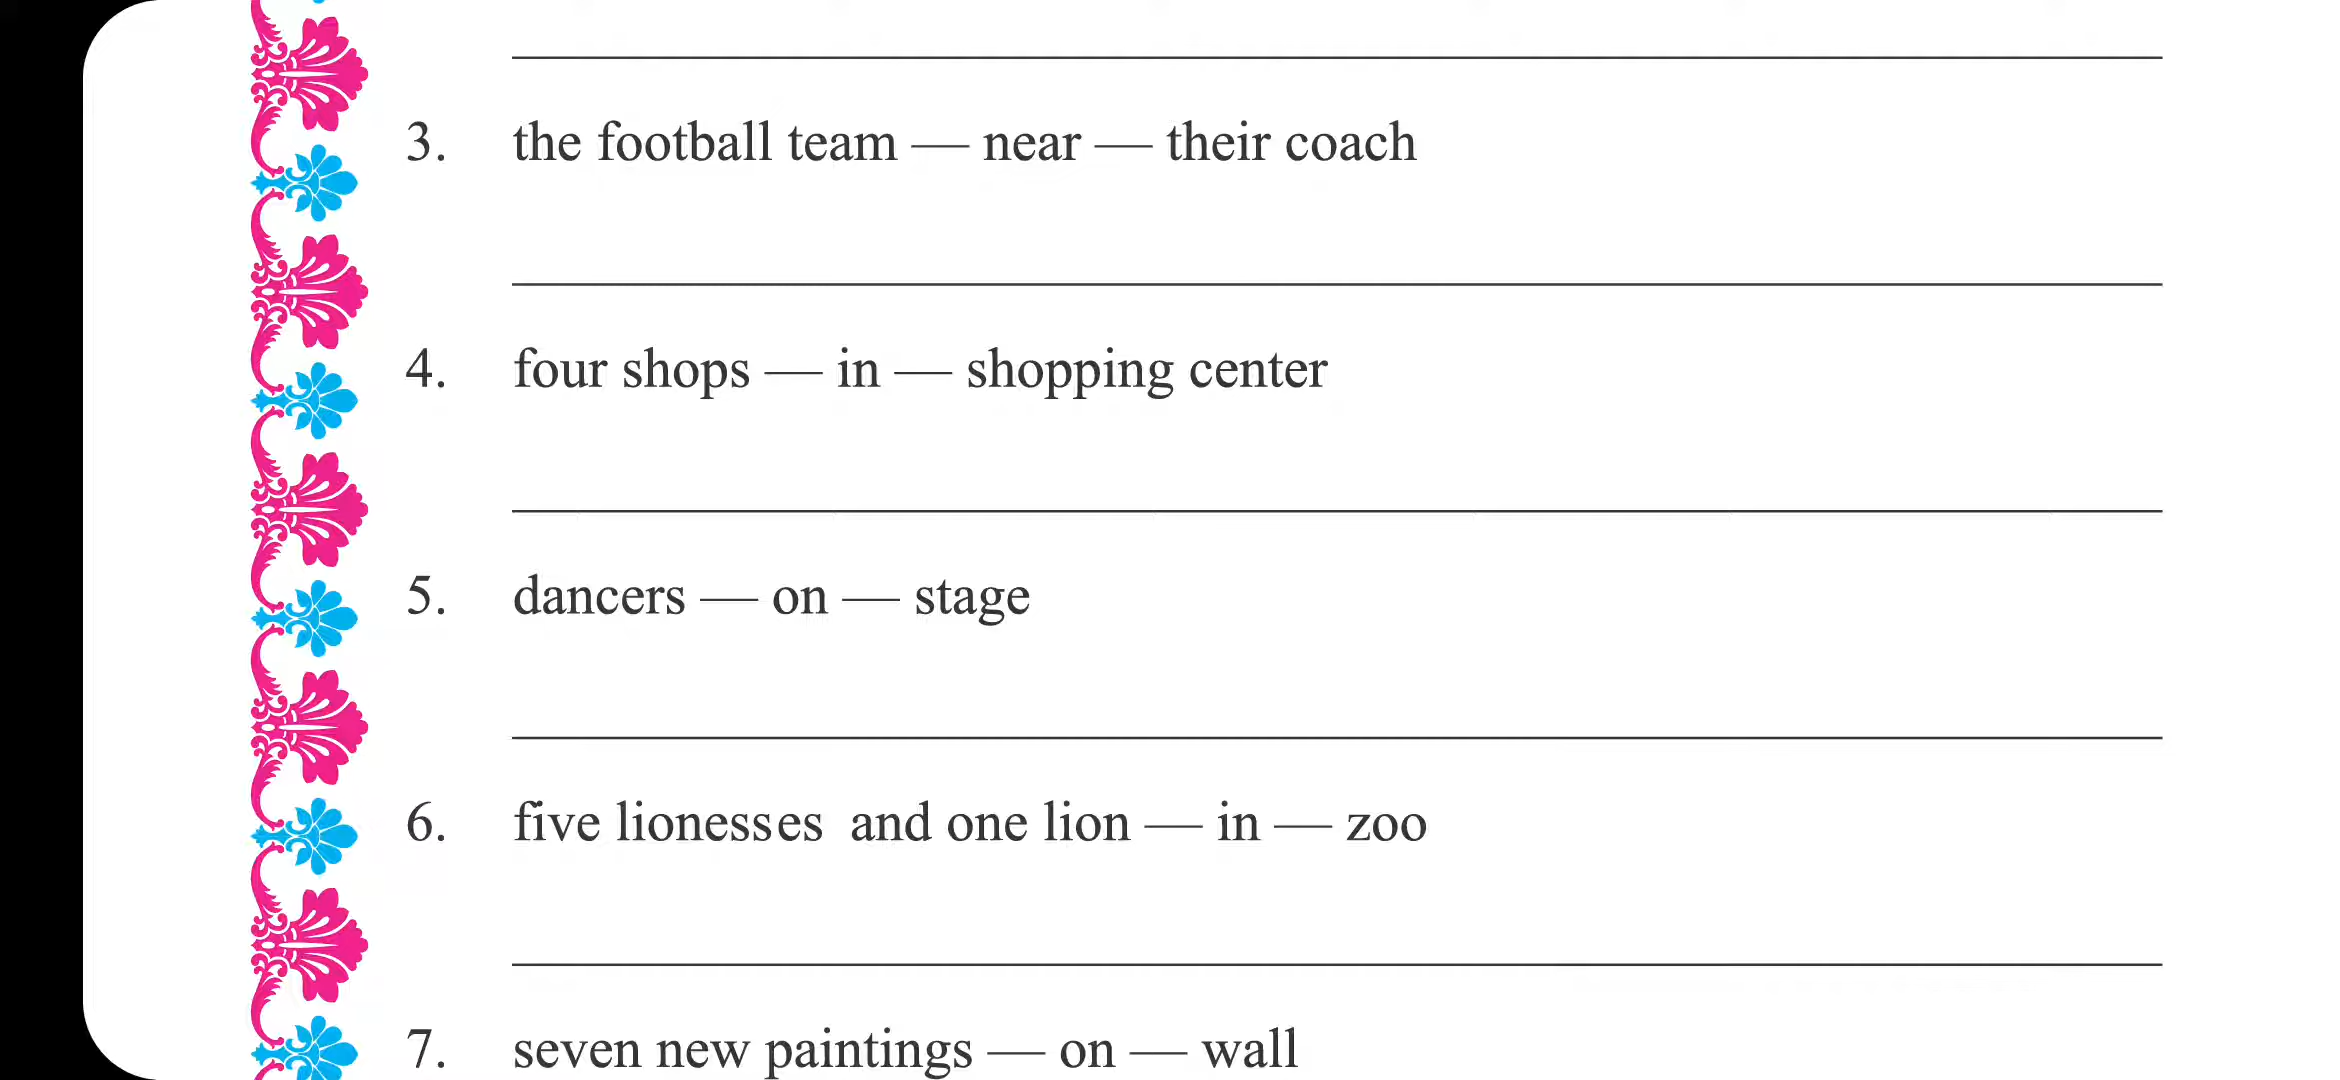 3. the football team — near — their coach
4. four shops — in — shopping center
5. dancers — on — stage
6. five lionesses and one lion — in — zoo
7. seven new paintings — on — wall